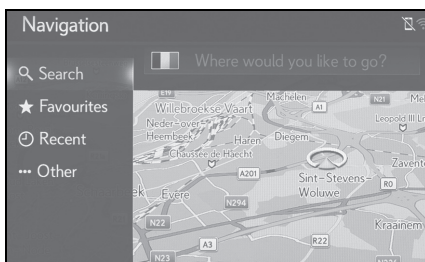 Navigation
Where would you like to go?
Search
Favourites
Recent
Other
E19
Machelen
A1
N21
Willebroekse Vaart
Leopold III
Neder-over-
Heembeek
Haren
Diegem
Chaussée de Haecht
A201
Sint-Stevens-
Woluwe
R0
Evere
N294
N22
Kraainem
A3
R22
N23